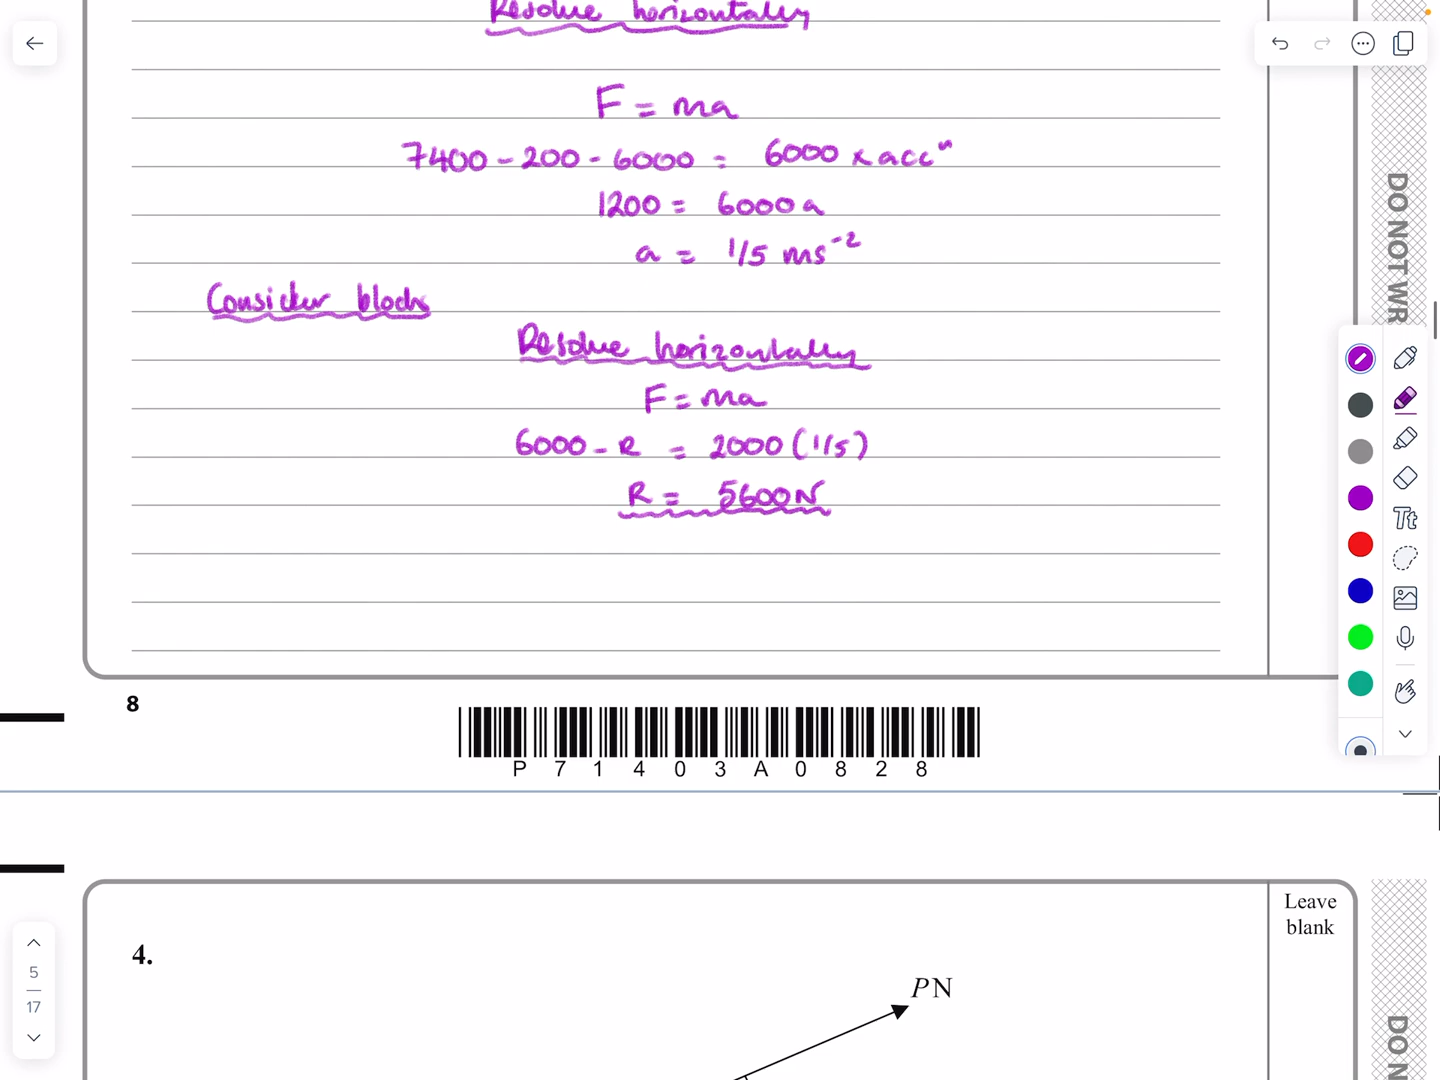 Resolve horizontally
F = ma
7400 - 200 - 6000 = 6000 x accⁿ
1200 = 6000a
a = 1/5 ms⁻²
Consider block
Resolve horizontally
F = ma
6000 - R = 2000 (1/5)
R = 5600N
DO NOT WR
Tt
8
P 7 1 4 0 3 A 0 8 2 8
Leave
blank
4.
PN
5
17
DO N